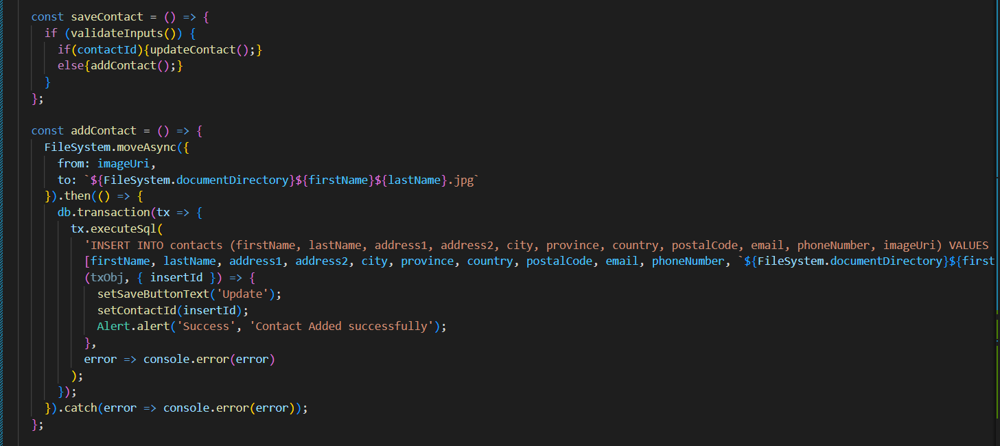 const saveContact = () => {
if (validateInputs()) {
if(contactId){updateContact();}
else{addContact();}
}
};
const addContact = () => {
FileSystem.moveAsync({
from: imageUri,
to: `${FileSystem.documentDirectory}${firstName}${lastName}.jpg`
}).then(() => {
db.transaction(tx => {
tx.executeSql(
'INSERT INTO contacts (firstName, lastName, address1, address2, city, province, country, postalCode, email, phoneNumber, imageUri) VALUES
[firstName, lastName, address1, address2, city, province, country, postalCode, email, phoneNumber, `${FileSystem.documentDirectory}${first
(txObj, { insertId }) => {
setSaveButtonText('Update');
setContactId(insertId);
Alert.alert('Success', 'Contact Added successfully');
},
error => console.error(error)
);
});
}).catch(error => console.error(error));
};